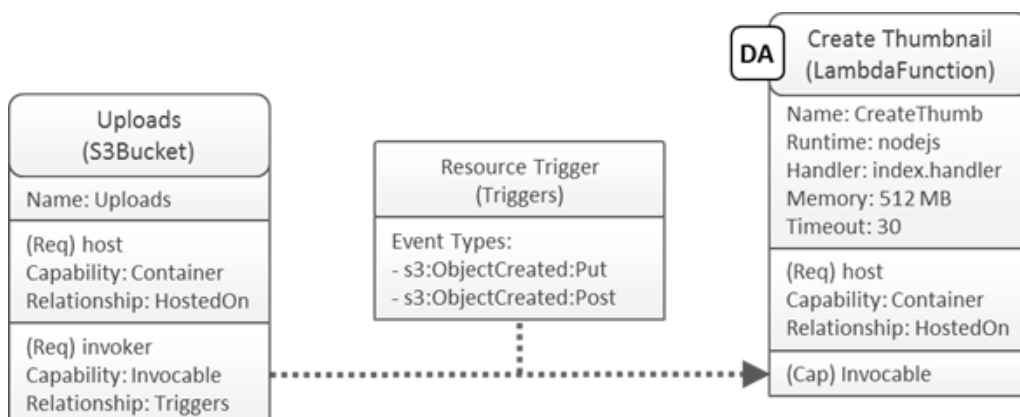 Uploads
(S3Bucket)
Name: Uploads
(Req) host
Capability: Container
Relationship: HostedOn
(Req) invoker
Capability: Invocable
Relationship: Triggers
Resource Trigger
(Triggers)
Event Types:
- s3:ObjectCreated:Put
- s3:ObjectCreated:Post
DA
Create Thumbnail
(LambdaFunction)
Name: CreateThumb
Runtime: nodejs
Handler: index.handler
Memory: 512 MB
Timeout: 30
(Req) host
Capability: Container
Relationship: HostedOn
(Cap) Invocable